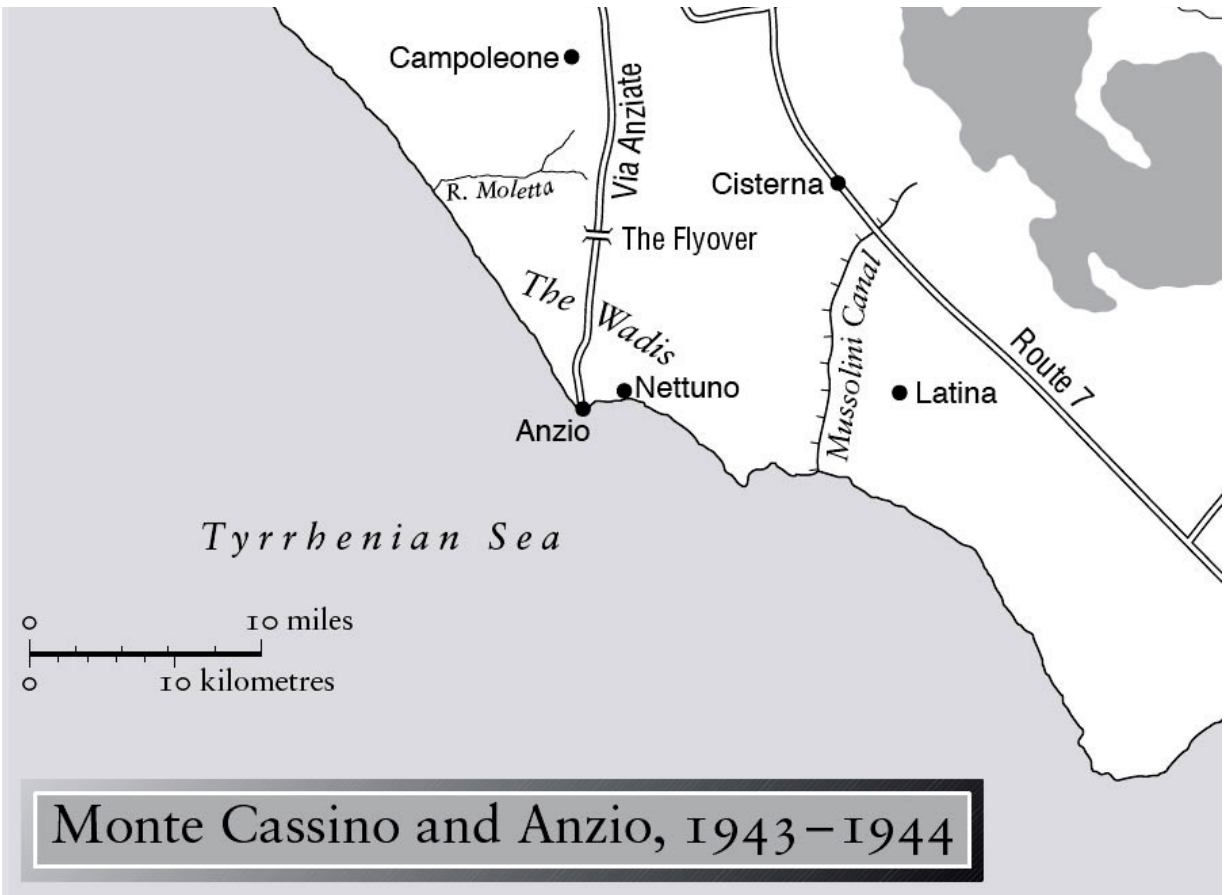 Campoleone
Via Anziate
R. Moletta
Cisterna
The Flyover
The Wadis
Mussolini Canal
Route 7
Nettuno
Latina
Anzio
Tyrrhenian Sea
0 10 miles
0 10 kilometres
Monte Cassino and Anzio, 1943–1944